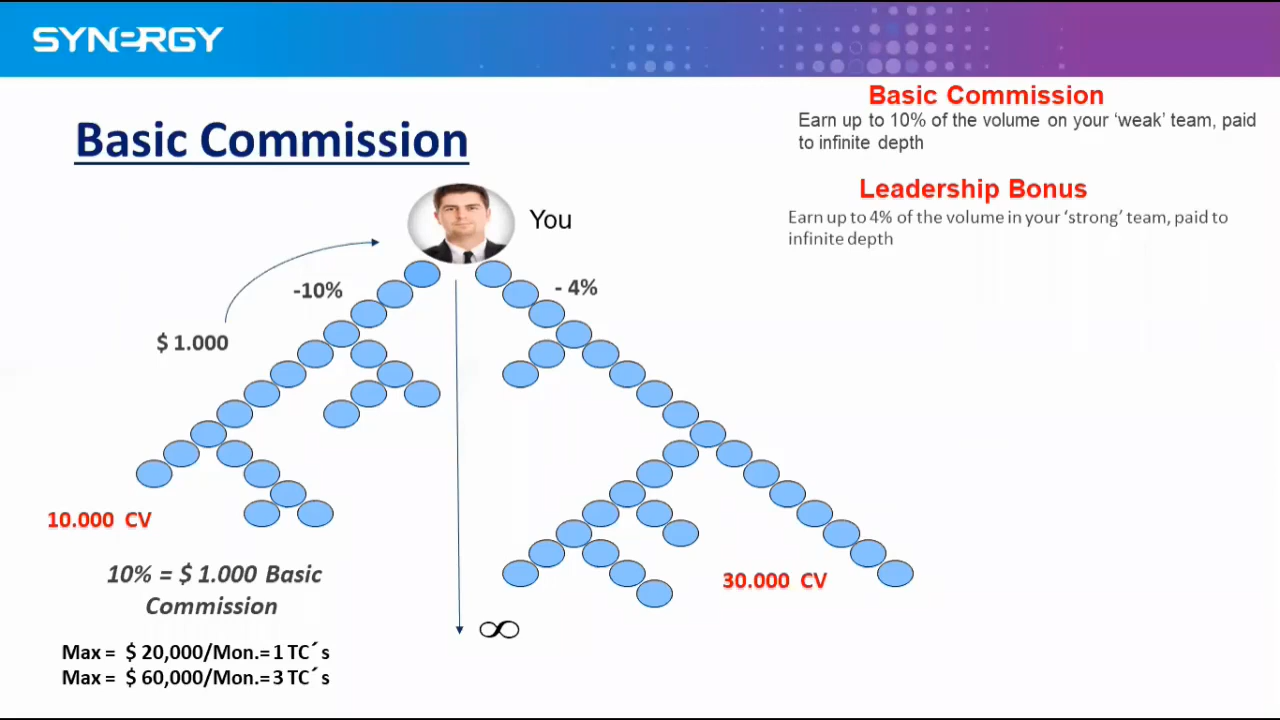 SYNERGY
Basic Commission
Basic Commission
Earn up to 10% of the volume on your ‘weak’ team, paid
to infinite depth
Leadership Bonus
Earn up to 4% of the volume in your ‘strong’ team, paid to
infinite depth
You
-10%
- 4%
$ 1.000
10.000 CV
30.000 CV
10% = $ 1.000 Basic
Commission
∞
Max = $ 20,000/Mon.=1 TC´s
Max = $ 60,000/Mon.=3 TC´s